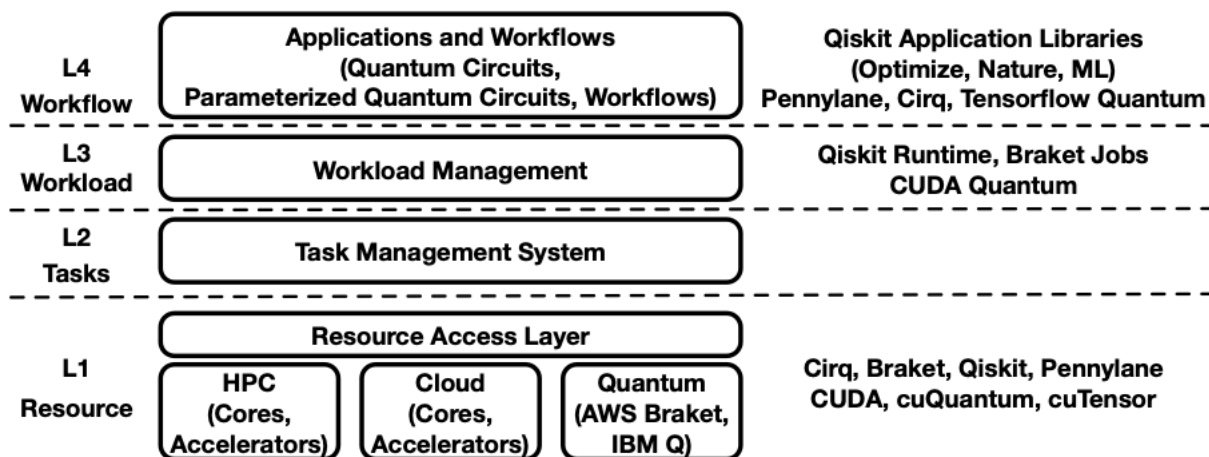 L4
Workflow
Applications and Workflows
(Quantum Circuits,
Parameterized Quantum Circuits, Workflows)
Qiskit Application Libraries
(Optimize, Nature, ML)
Pennylane, Cirq, Tensorflow Quantum
L3
Workload
Workload Management
Qiskit Runtime, Braket Jobs
CUDA Quantum
L2
Tasks
Task Management System
L1
Resource
Resource Access Layer
HPC
(Cores,
Accelerators)
Cloud
(Cores,
Accelerators)
Quantum
(AWS Braket,
IBM Q)
Cirq, Braket, Qiskit, Pennylane
CUDA, cuQuantum, cuTensor